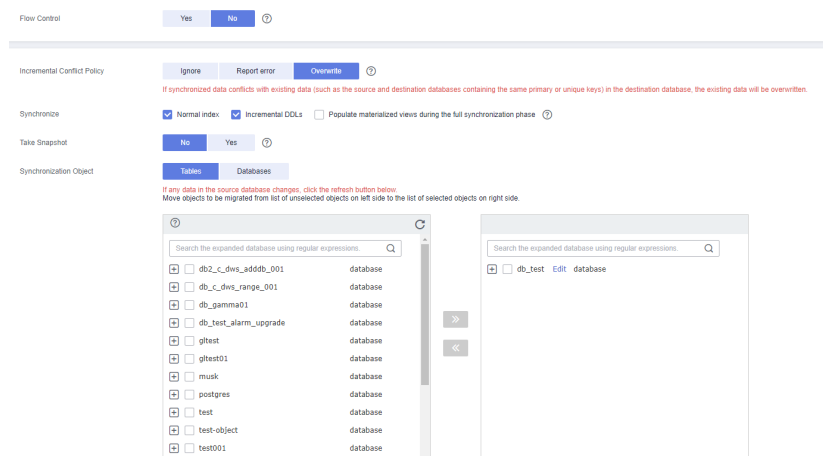 Flow Control Yes No ?
Incremental Conflict Policy Ignore Report error Overwrite ?
If synchronized data conflicts with existing data (such as the source and destination databases containing the same primary or unique keys) in the destination database, the existing data will be overwritten.
Synchronize Normal index Incremental DDLs Populate materialized views during the full synchronization phase ?
Take Snapshot No Yes ?
Synchronization Object Tables Databases
If any data in the source database changes, click the refresh button below.
Move objects to be migrated from list of unselected objects on left side to the list of selected objects on right side.
?
Search the expanded database using regular expressions. Search the expanded database using regular expressions.
db2_c_dws_adddb_001 database db_test Edit database
db_c_dws_range_001 database
db_gamma01 database
db_test_alarm_upgrade database
gltest database
gltest01 database
musk database
postgres database
test database
test-object database
test001 database